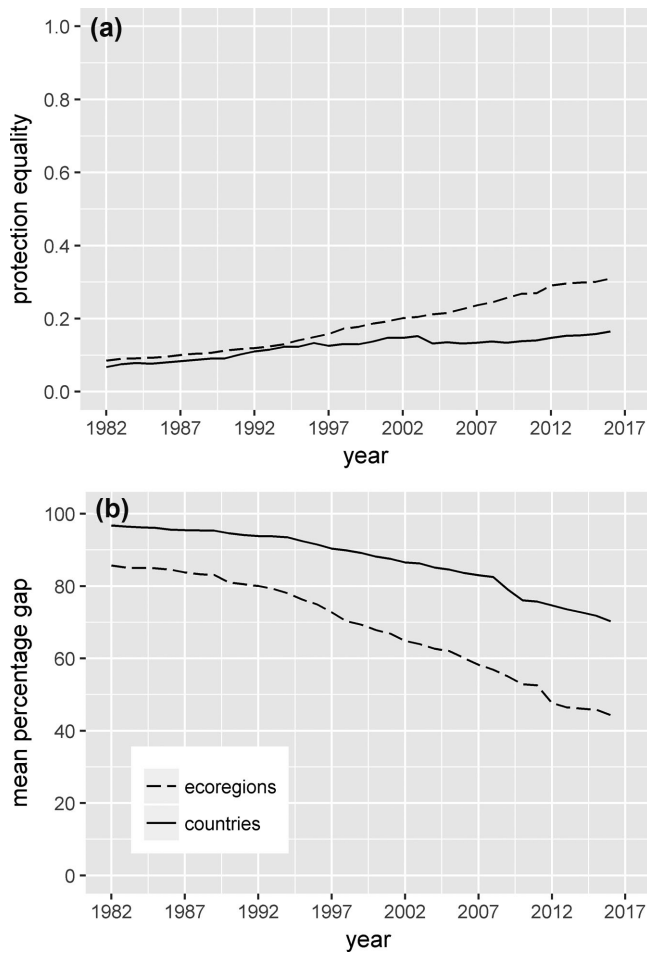 (a)
1.0
0.8
0.6
0.4
0.2
0.0
protection equality
1982 1987 1992 1997 2002 2007 2012 2017
year
(b)
100
80
60
40
20
0
mean percentage gap
ecoregions
countries
1982 1987 1992 1997 2002 2007 2012 2017
year